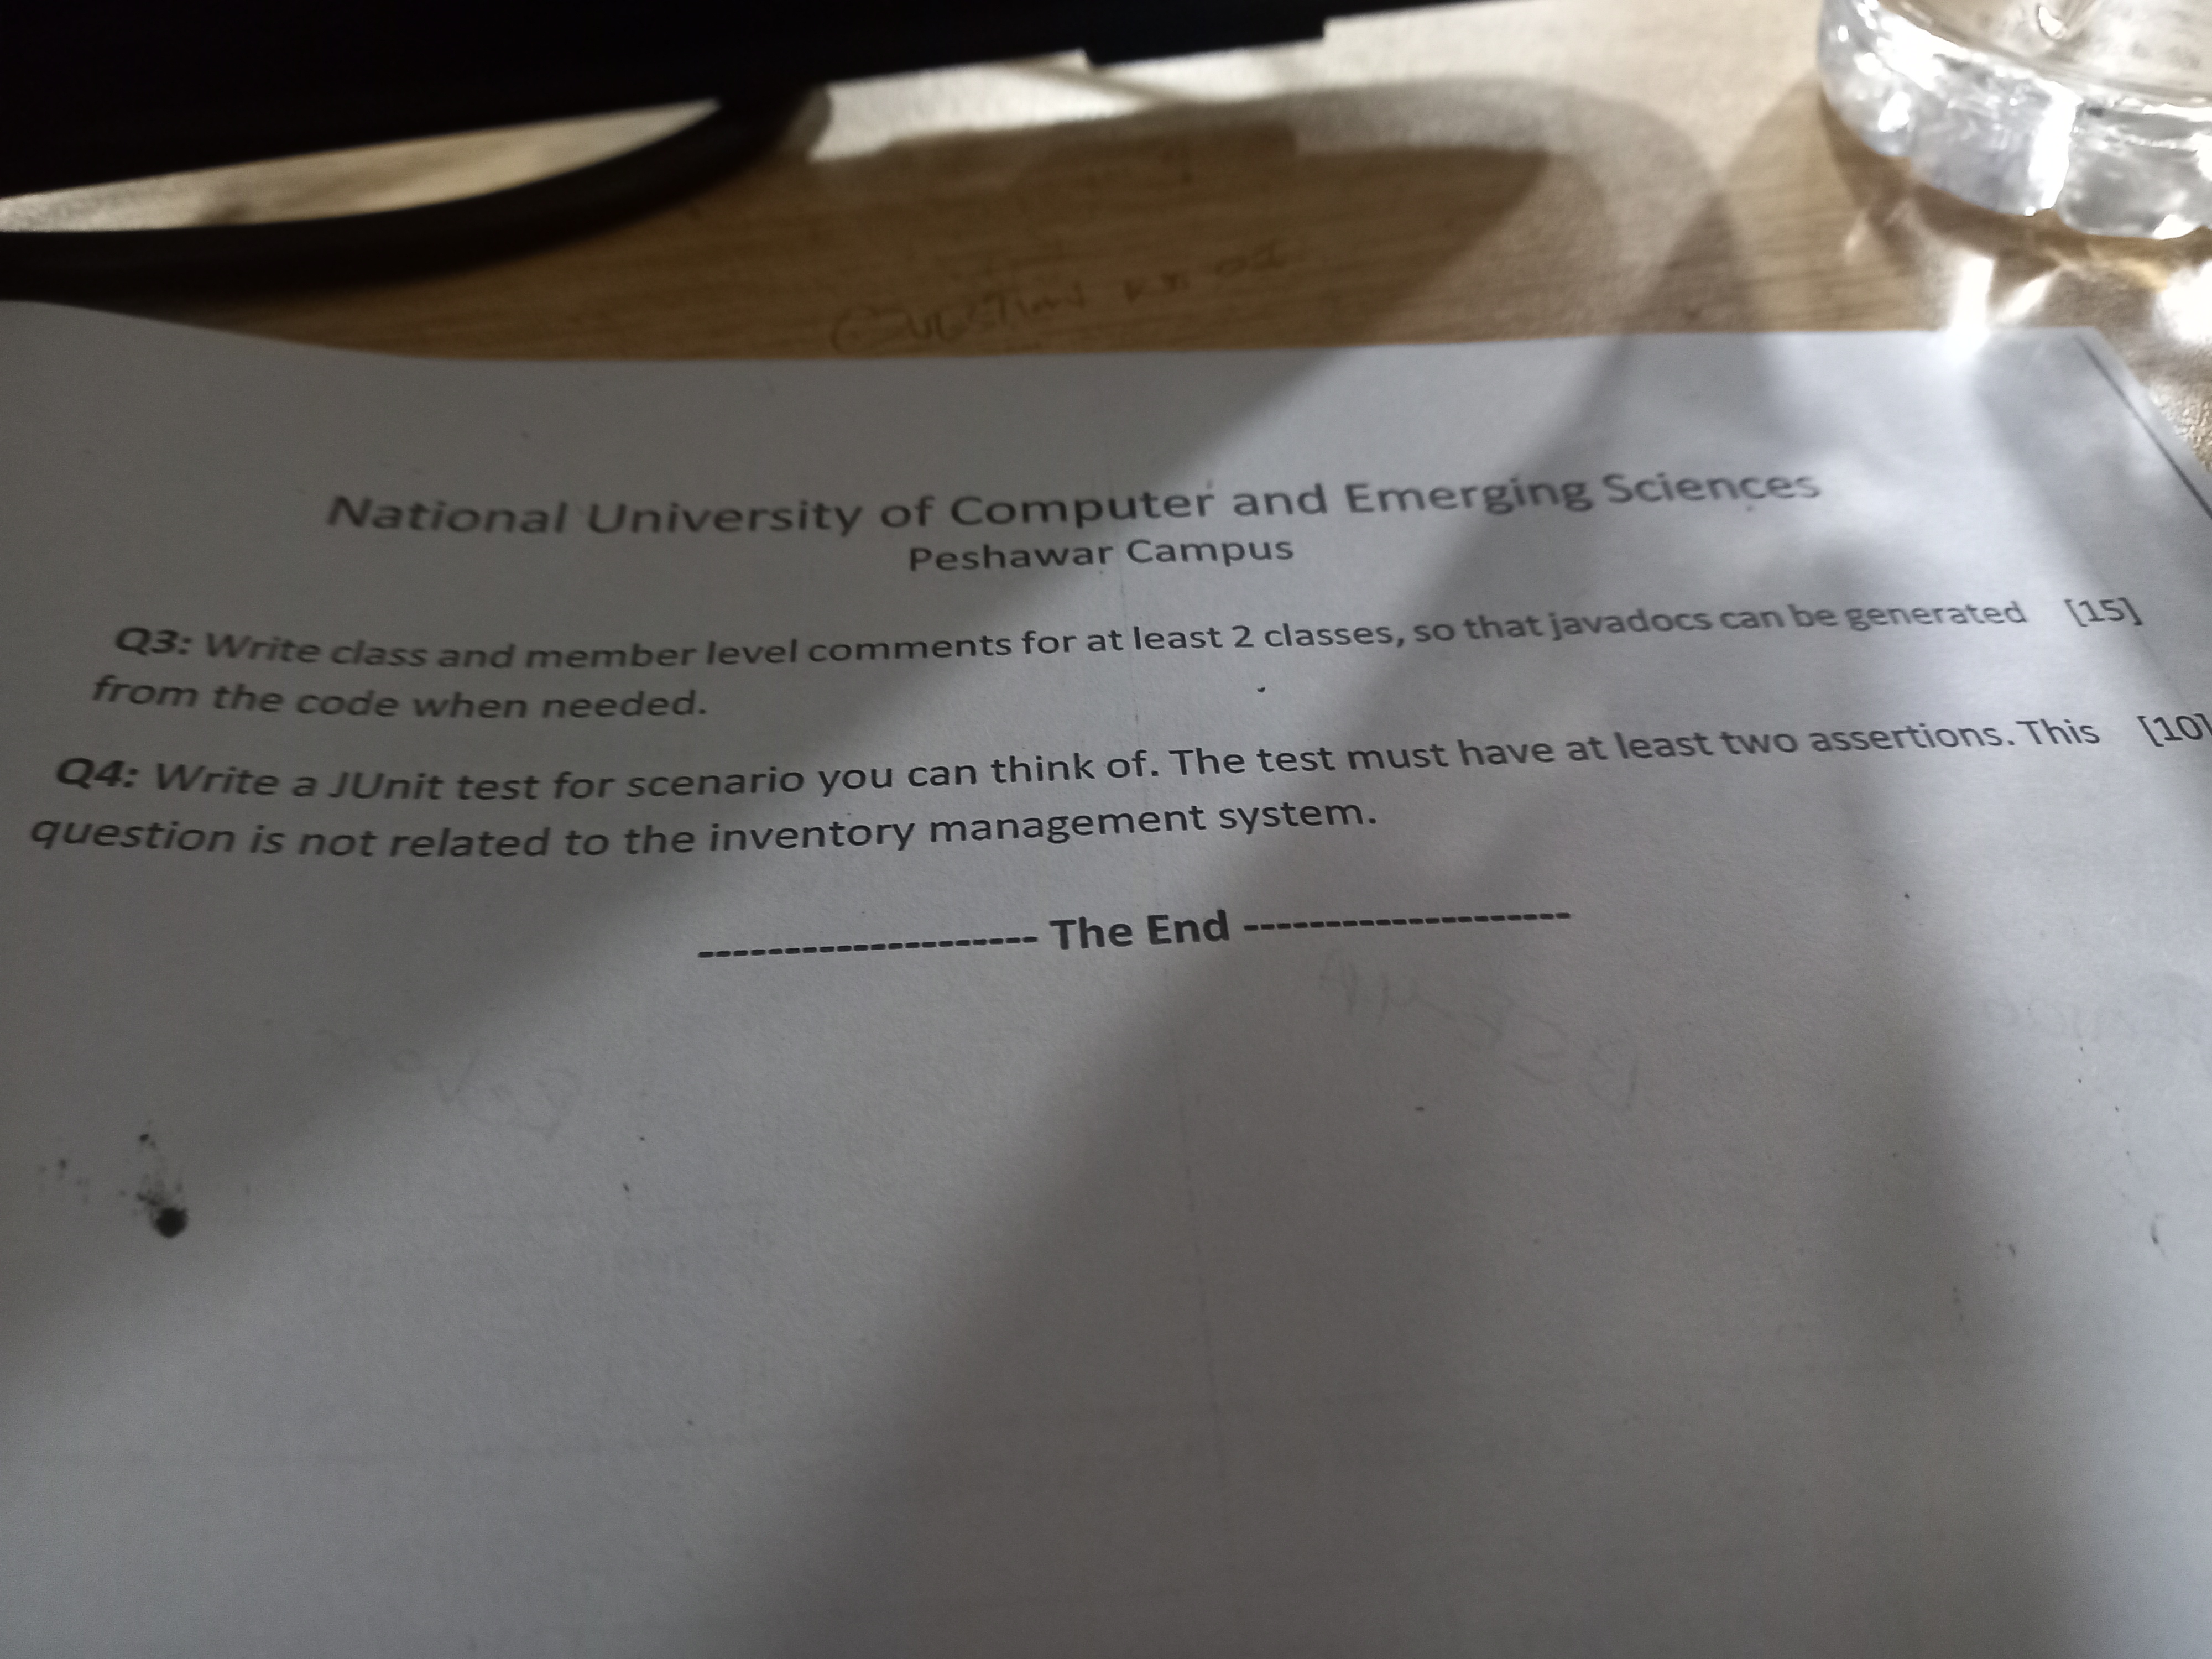 National University of Computer and Emerging Sciences
Peshawar Campus
Q3: Write class and member level comments for at least 2 classes, so that javadocs can be generated [15]
from the code when needed.
Q4: Write a JUnit test for scenario you can think of. The test must have at least two assertions. This [10]
question is not related to the inventory management system.
-------------------- The End --------------------